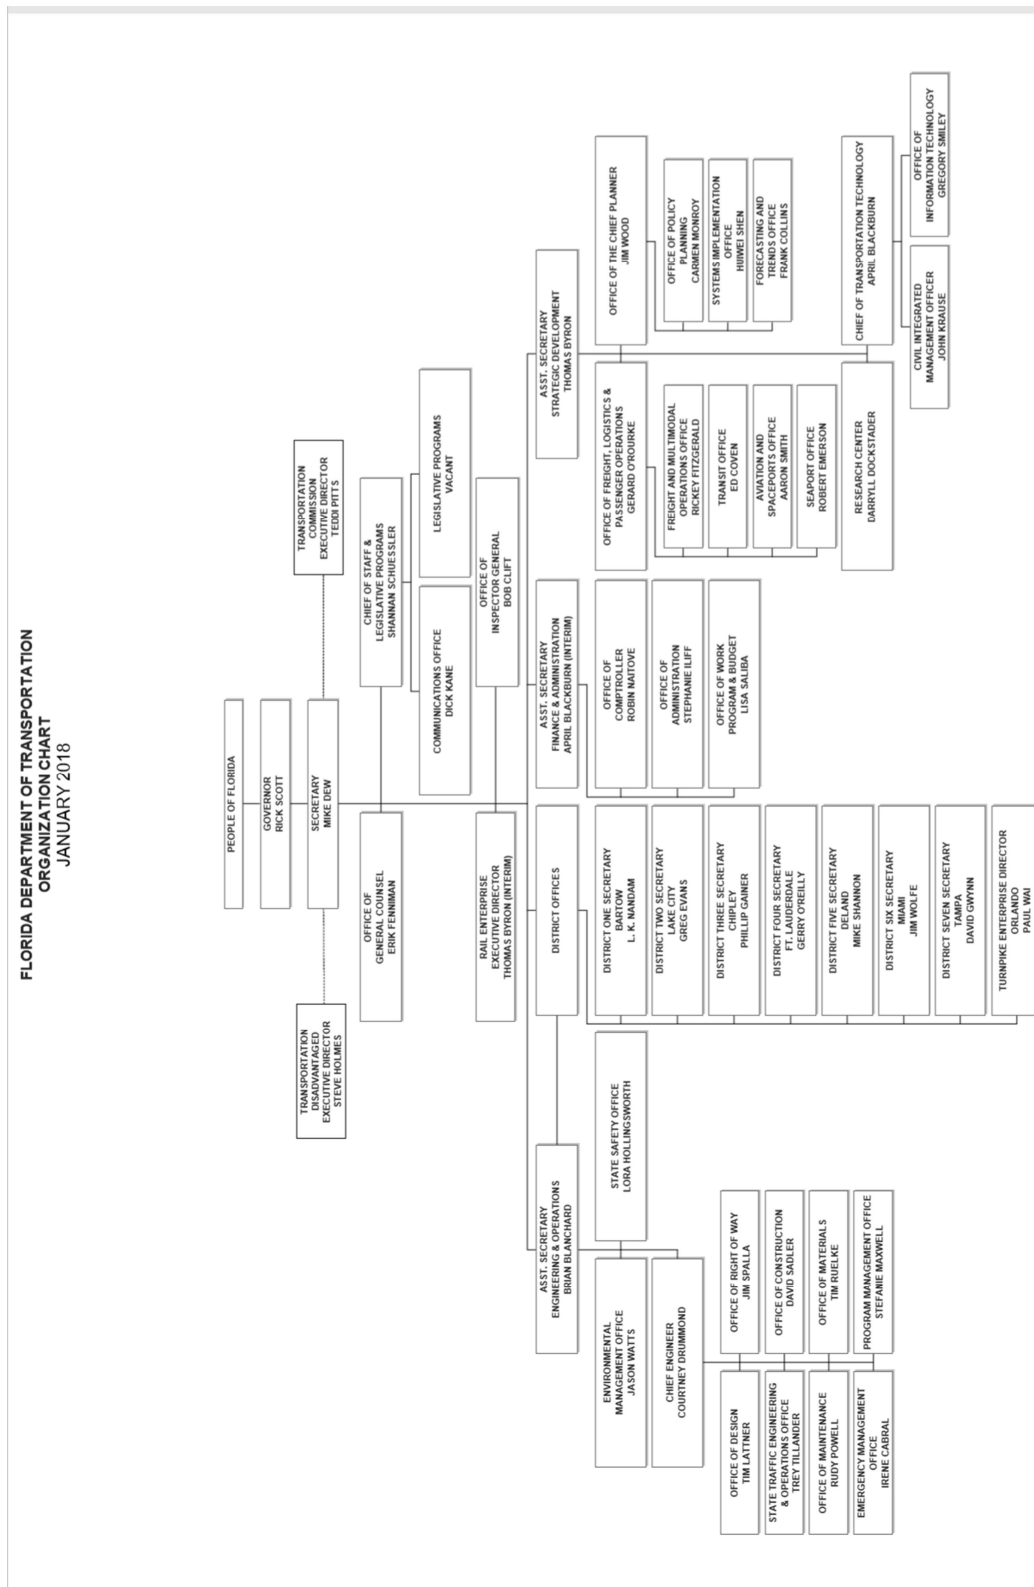 FLORIDA DEPARTMENT OF TRANSPORTATION
ORGANIZATION CHART
JANUARY 2018
PEOPLE OF FLORIDA
GOVERNOR
RICK SCOTT
TRANSPORTATION
DISADVANTAGED
EXECUTIVE DIRECTOR
STEVE HOLMES
SECRETARY
MIKE DEW
TRANSPORTATION
COMMISSION
EXECUTIVE DIRECTOR
TEDDI PITTS
OFFICE OF
GENERAL COUNSEL
ERIK FENNIMAN
CHIEF OF STAFF &
LEGISLATIVE PROGRAMS
SHANNAN SCHUESSLER
COMMUNICATIONS OFFICE
DICK KANE
LEGISLATIVE PROGRAMS
VACANT
RAIL ENTERPRISE
EXECUTIVE DIRECTOR
THOMAS BYRON (INTERIM)
OFFICE OF
INSPECTOR GENERAL
BOB CLIFT
ASST. SECRETARY
ENGINEERING & OPERATIONS
BRIAN BLANCHARD
DISTRICT OFFICES
ASST. SECRETARY
FINANCE & ADMINISTRATION
APRIL BLACKBURN (INTERIM)
ASST. SECRETARY
STRATEGIC DEVELOPMENT
THOMAS BYRON
ENVIRONMENTAL
MANAGEMENT OFFICE
JASON WATTS
STATE SAFETY OFFICE
LORA HOLLINGSWORTH
CHIEF ENGINEER
COURTNEY DRUMMOND
OFFICE OF DESIGN
TIM LATTNER
OFFICE OF RIGHT OF WAY
JIM SPALLA
STATE TRAFFIC ENGINEERING
& OPERATIONS OFFICE
TREY TILLANDER
OFFICE OF CONSTRUCTION
DAVID SADLER
OFFICE OF MAINTENANCE
RUDY POWELL
OFFICE OF MATERIALS
TIM RUELKE
EMERGENCY MANAGEMENT
OFFICE
IRENE CABRAL
PROGRAM MANAGEMENT OFFICE
STEFANIE MAXWELL
DISTRICT ONE SECRETARY
BARTOW
L. K. NANDAM
DISTRICT TWO SECRETARY
LAKE CITY
GREG EVANS
DISTRICT THREE SECRETARY
CHIPLEY
PHILLIP GAINER
DISTRICT FOUR SECRETARY
FT. LAUDERDALE
GERRY O'REILLY
DISTRICT FIVE SECRETARY
DELAND
MIKE SHANNON
DISTRICT SIX SECRETARY
MIAMI
JIM WOLFE
DISTRICT SEVEN SECRETARY
TAMPA
DAVID GWYNN
TURNPIKE ENTERPRISE DIRECTOR
ORLANDO
PAUL WAI
OFFICE OF
COMPTROLLER
ROBIN NAITOVE
OFFICE OF
ADMINISTRATION
STEPHANIE ILIFF
OFFICE OF WORK
PROGRAM & BUDGET
LISA SALIBA
OFFICE OF FREIGHT, LOGISTICS &
PASSENGER OPERATIONS
GERARD O'ROURKE
FREIGHT AND MULTIMODAL
OPERATIONS OFFICE
RICKEY FITZGERALD
TRANSIT OFFICE
ED COVEN
AVIATION AND
SPACEPORTS OFFICE
AARON SMITH
SEAPORT OFFICE
ROBERT EMERSON
OFFICE OF THE CHIEF PLANNER
JIM WOOD
OFFICE OF POLICY
PLANNING
CARMEN MONROY
SYSTEMS IMPLEMENTATION
OFFICE
HUIWEI SHEN
FORECASTING AND
TRENDS OFFICE
FRANK COLLINS
RESEARCH CENTER
DARRYLL DOCKSTADER
CHIEF OF TRANSPORTATION TECHNOLOGY
APRIL BLACKBURN
CIVIL INTEGRATED
MANAGEMENT OFFICER
JOHN KRAUSE
OFFICE OF
INFORMATION TECHNOLOGY
GREGORY SMILEY